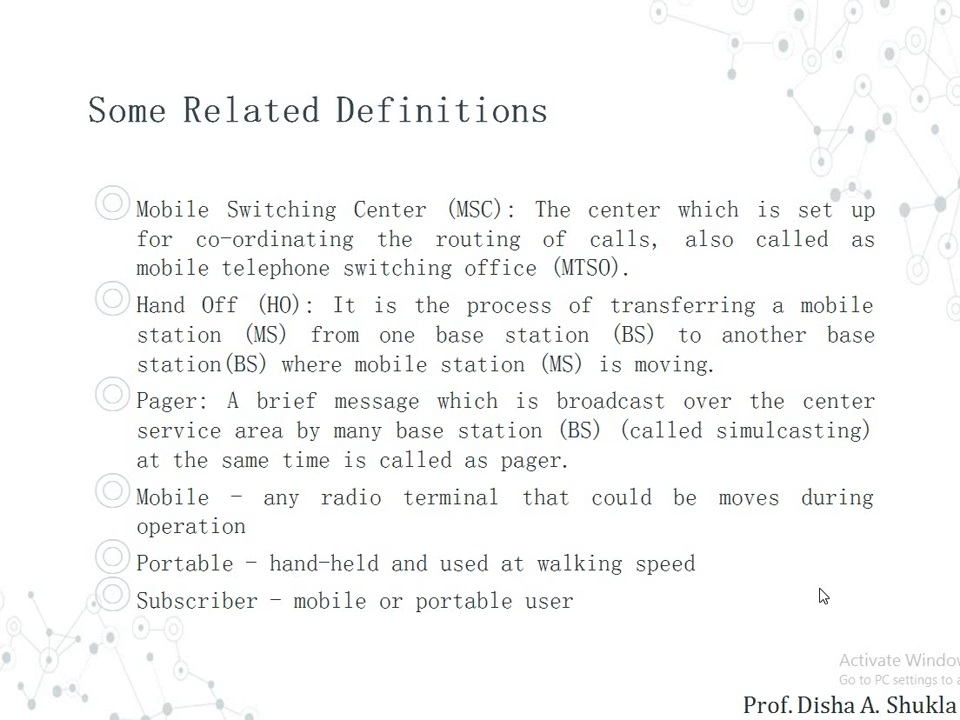 Some Related Definitions
Mobile Switching Center (MSC): The center which is set up
for co-ordinating the routing of calls, also called as
mobile telephone switching office (MTSO).
Hand Off (HO): It is the process of transferring a mobile
station (MS) from one base station (BS) to another base
station(BS) where mobile station (MS) is moving.
Pager: A brief message which is broadcast over the center
service area by many base station (BS) (called simulcasting)
at the same time is called as pager.
Mobile - any radio terminal that could be moves during
operation
Portable - hand-held and used at walking speed
Subscriber - mobile or portable user
Activate Window
Go to PC settings to a
Prof. Disha A. Shukla